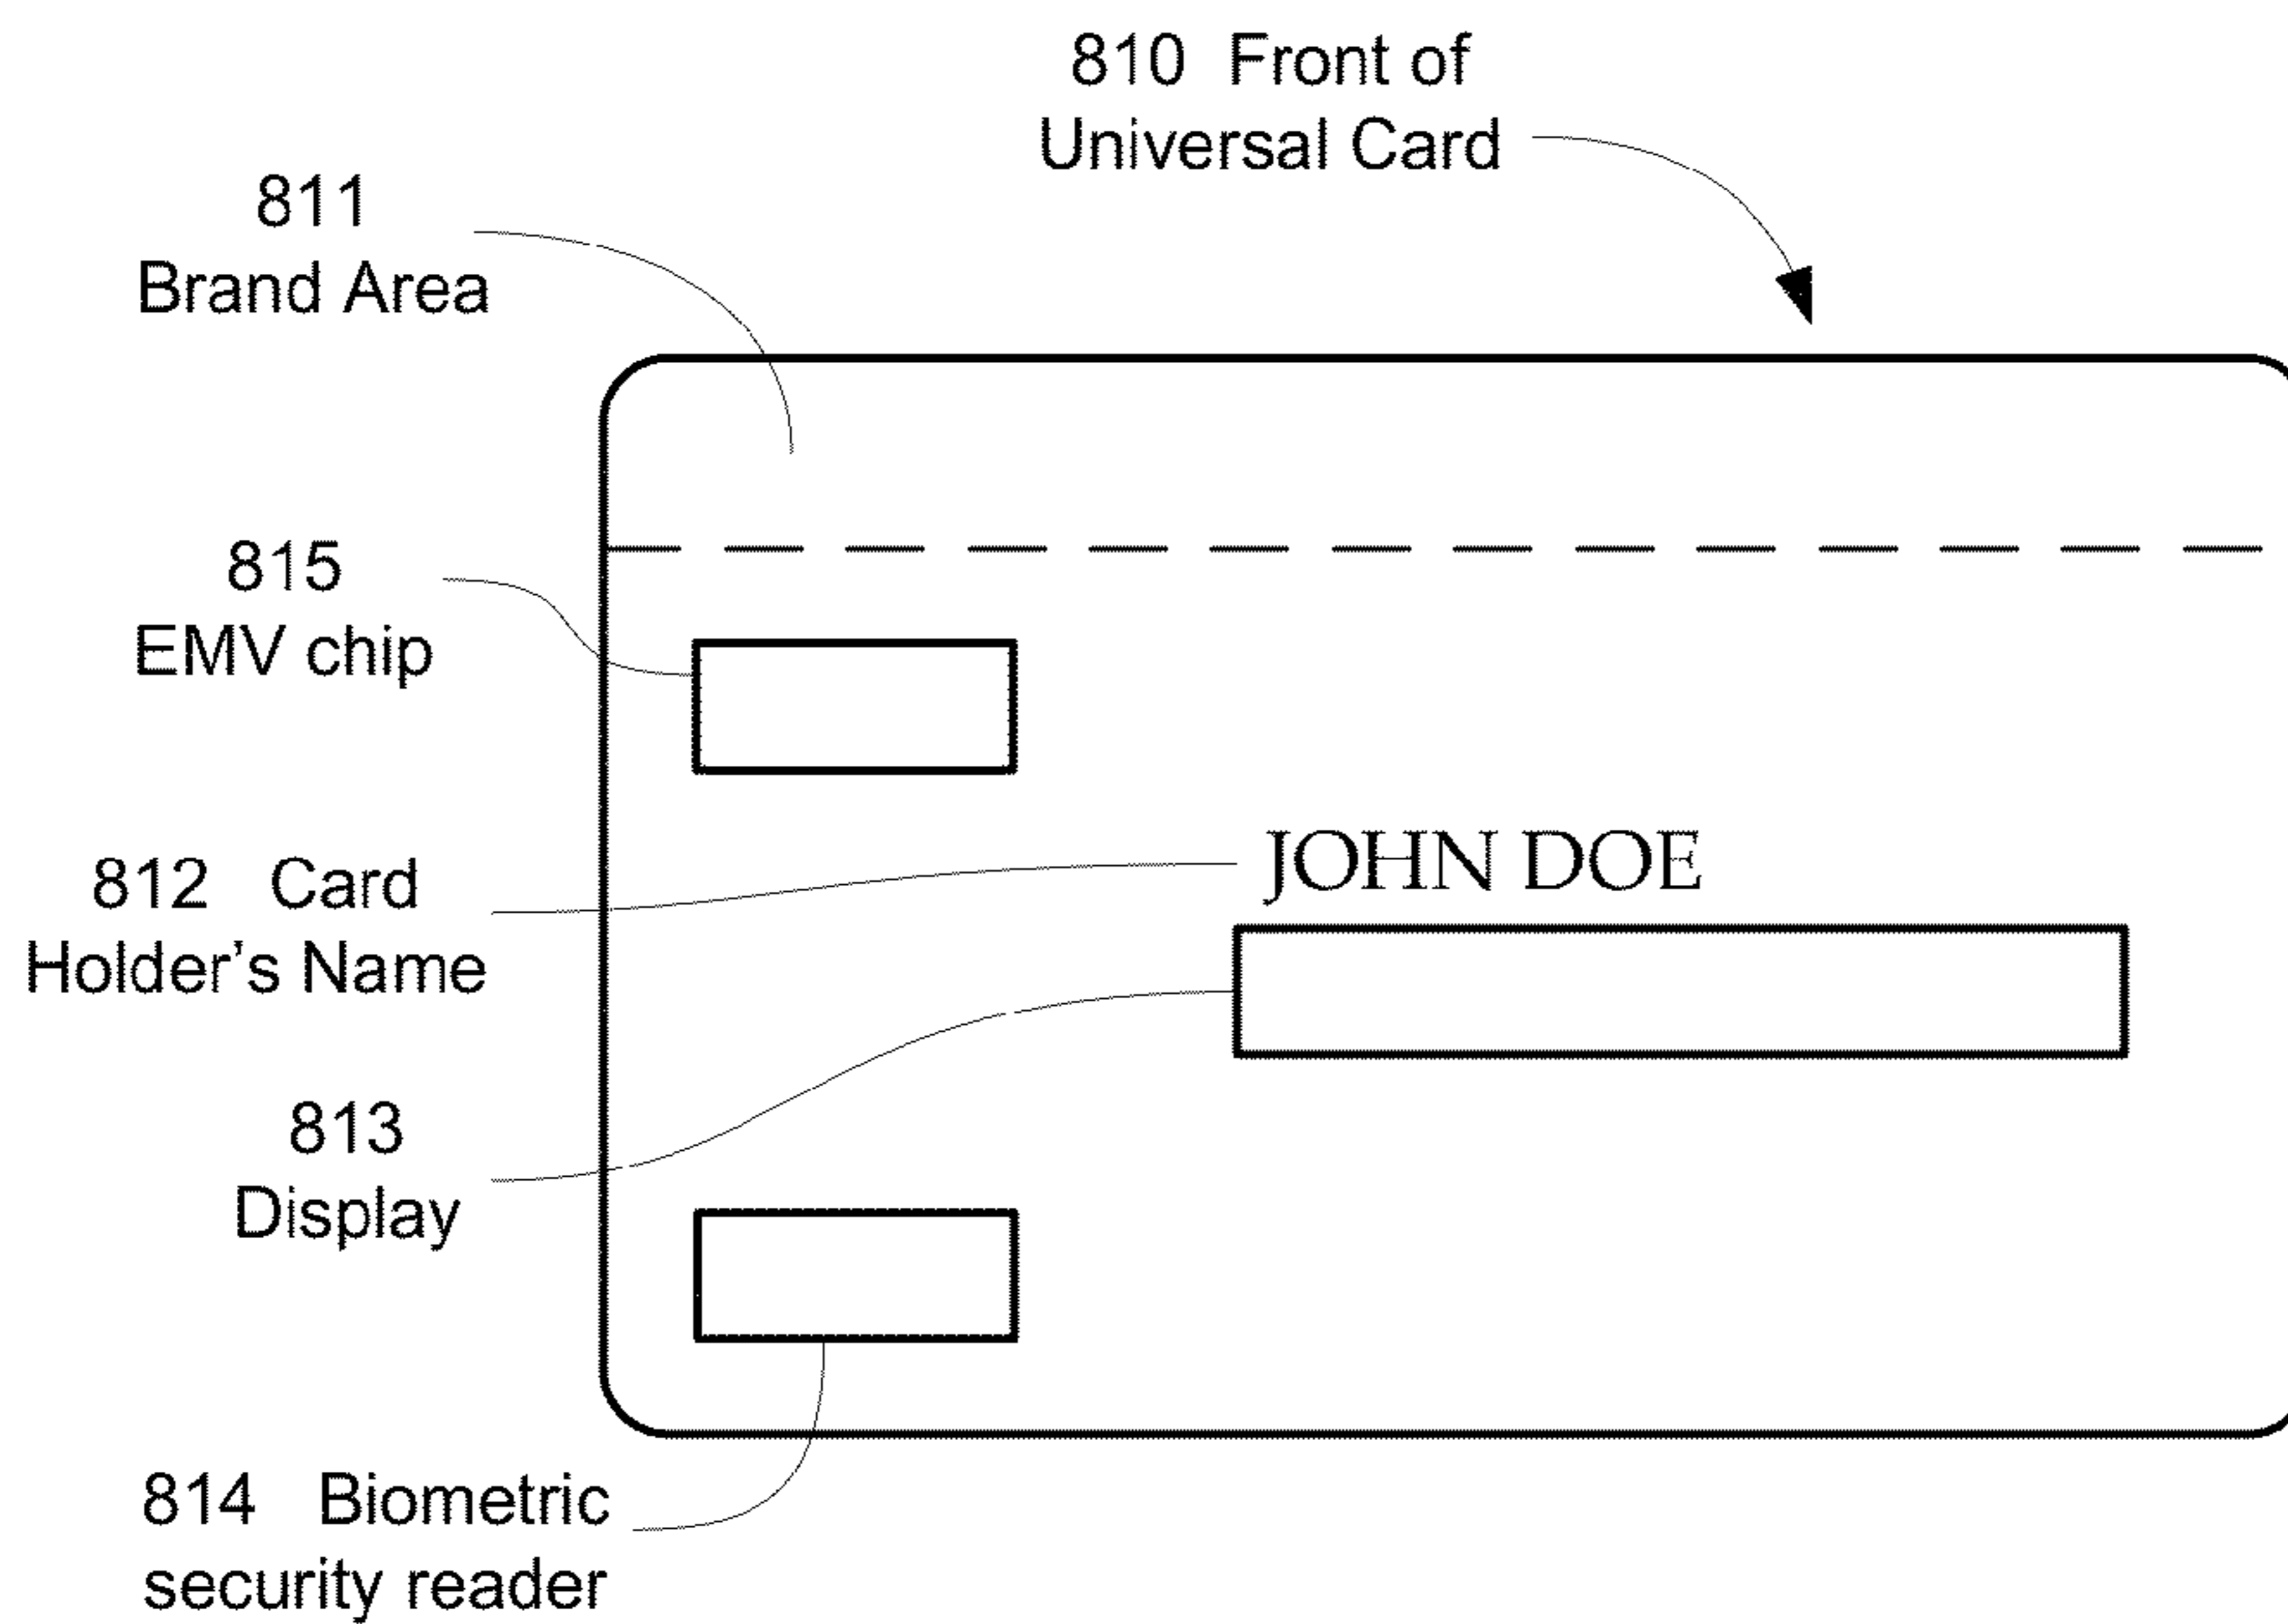 810 Front of
Universal Card
811
Brand Area
815
EMV chip
JOHN DOE
812 Card
Holder’s Name
813
Display
814 Biometric
security reader